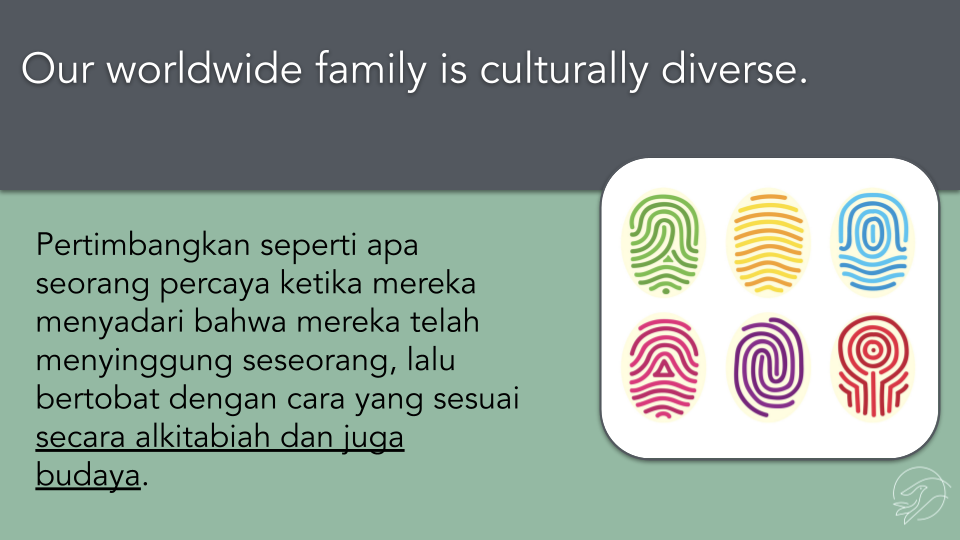 Our worldwide family is culturally diverse.
Pertimbangkan seperti apa
seorang percaya ketika mereka
menyadari bahwa mereka telah
menyinggung seseorang, lalu
bertobat dengan cara yang sesuai
secara alkitabiah dan juga
budaya.